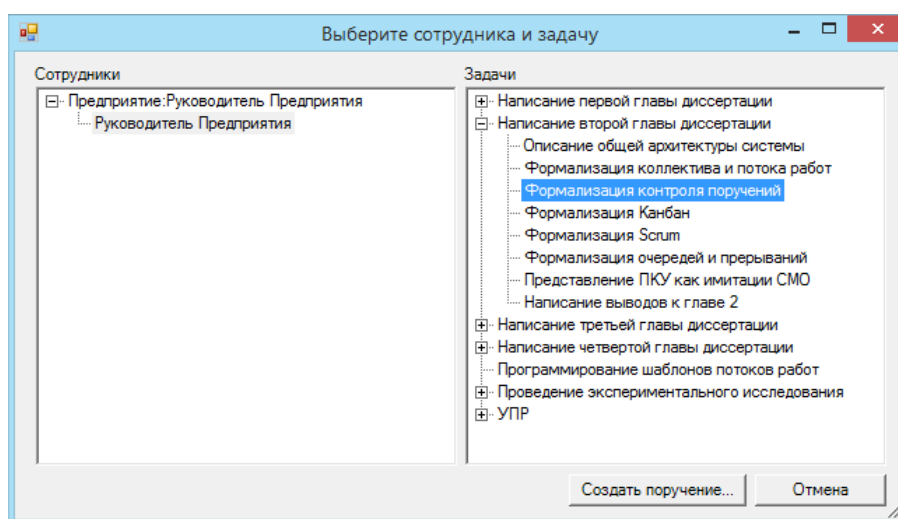 Выберите сотрудника и задачу
Сотрудники
Предприятие:Руководитель Предприятия
Руководитель Предприятия
Задачи
Написание первой главы диссертации
Написание второй главы диссертации
Описание общей архитектуры системы
Формализация коллектива и потока работ
Формализация контроля поручений
Формализация Канбан
Формализация Scrum
Формализация очередей и прерываний
Представление ПКУ как имитации СМО
Написание выводов к главе 2
Написание третьей главы диссертации
Написание четвертой главы диссертации
Программирование шаблонов потоков работ
Проведение экспериментального исследования
УПР
Создать поручение...
Отмена